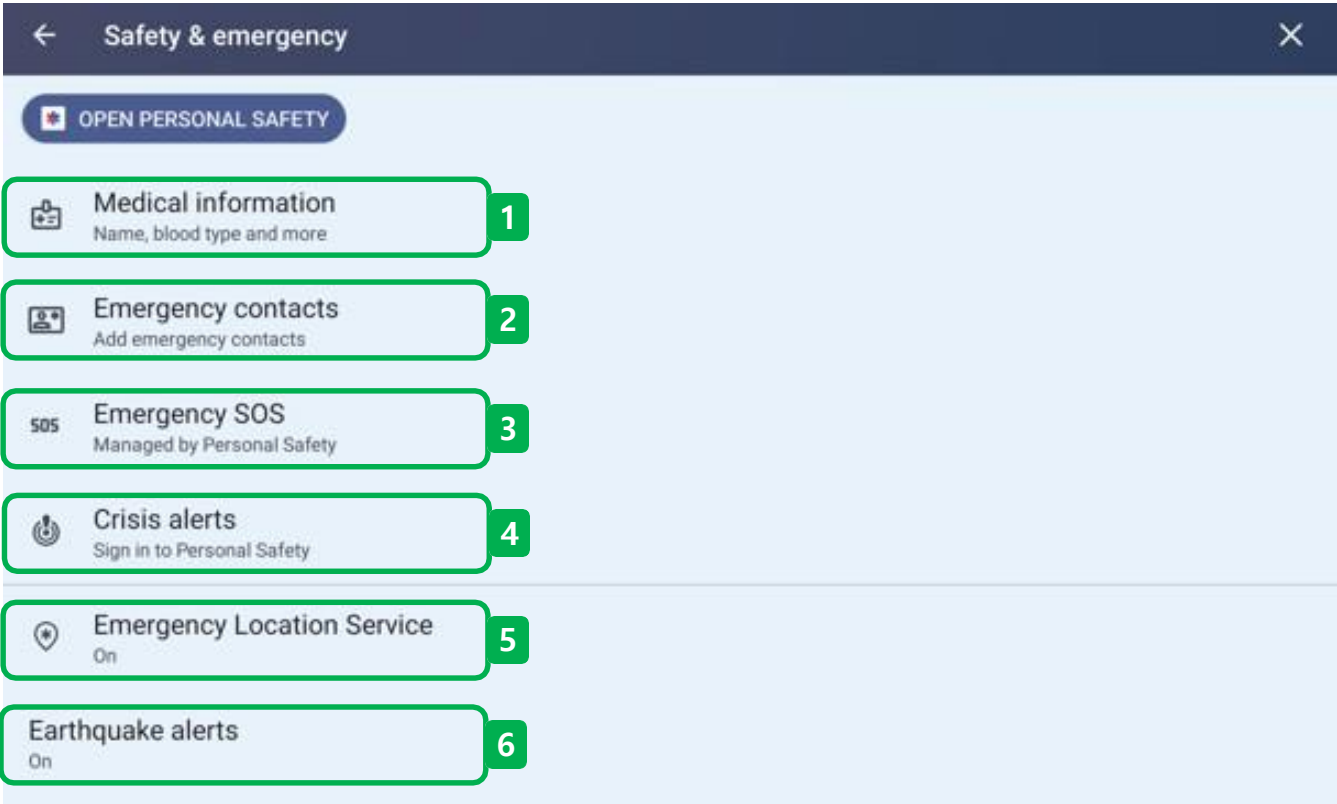 Safety & emergency
OPEN PERSONAL SAFETY
Medical information
Name, blood type and more
1
Emergency contacts
Add emergency contacts
2
SOS
Emergency SOS
Managed by Personal Safety
3
Crisis alerts
Sign in to Personal Safety
4
Emergency Location Service
On
5
Earthquake alerts
On
6